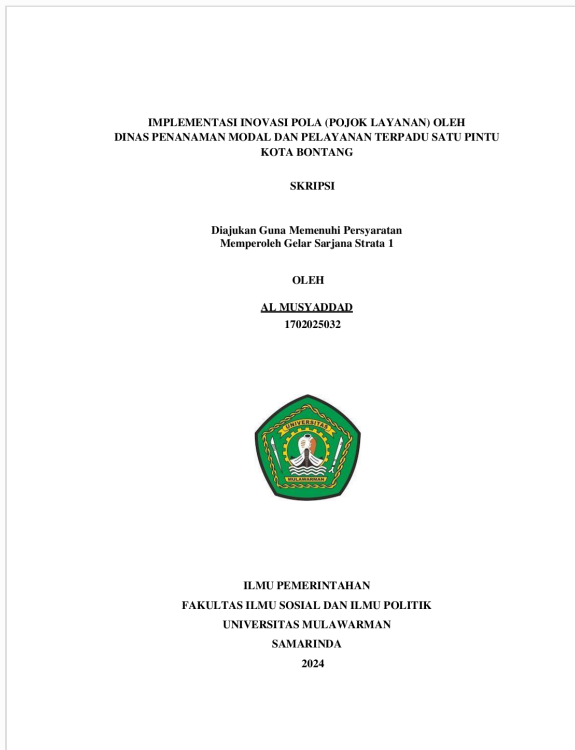 IMPLEMENTASI INOVASI POLA (POJOK LAYANAN) OLEH
DINAS PENANAMAN MODAL DAN PELAYANAN TERPADU SATU PINTU
KOTA BONTANG
SKRIPSI
Diajukan Guna Memenuhi Persyaratan
Memperoleh Gelar Sarjana Strata 1
OLEH
AL MUSYADDAD
1702025032
UNIVERSITAS
MULAWARMAN
ILMU PEMERINTAHAN
FAKULTAS ILMU SOSIAL DAN ILMU POLITIK
UNIVERSITAS MULAWARMAN
SAMARINDA
2024